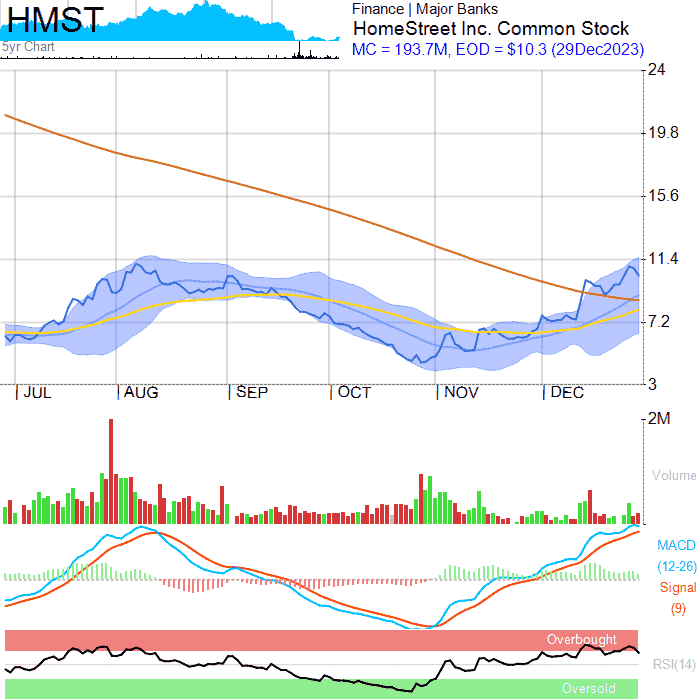 HMST
5yr Chart
Finance | Major Banks
HomeStreet Inc. Common Stock
MC = 193.7M, EOD = $10.3 (29Dec2023)
24
19.8
15.6
11.4
7.2
3
JUL AUG SEP OCT NOV DEC
2M
Volume
MACD
(12-26)
Signal
(9)
Overbought
RSI(14)
Oversold